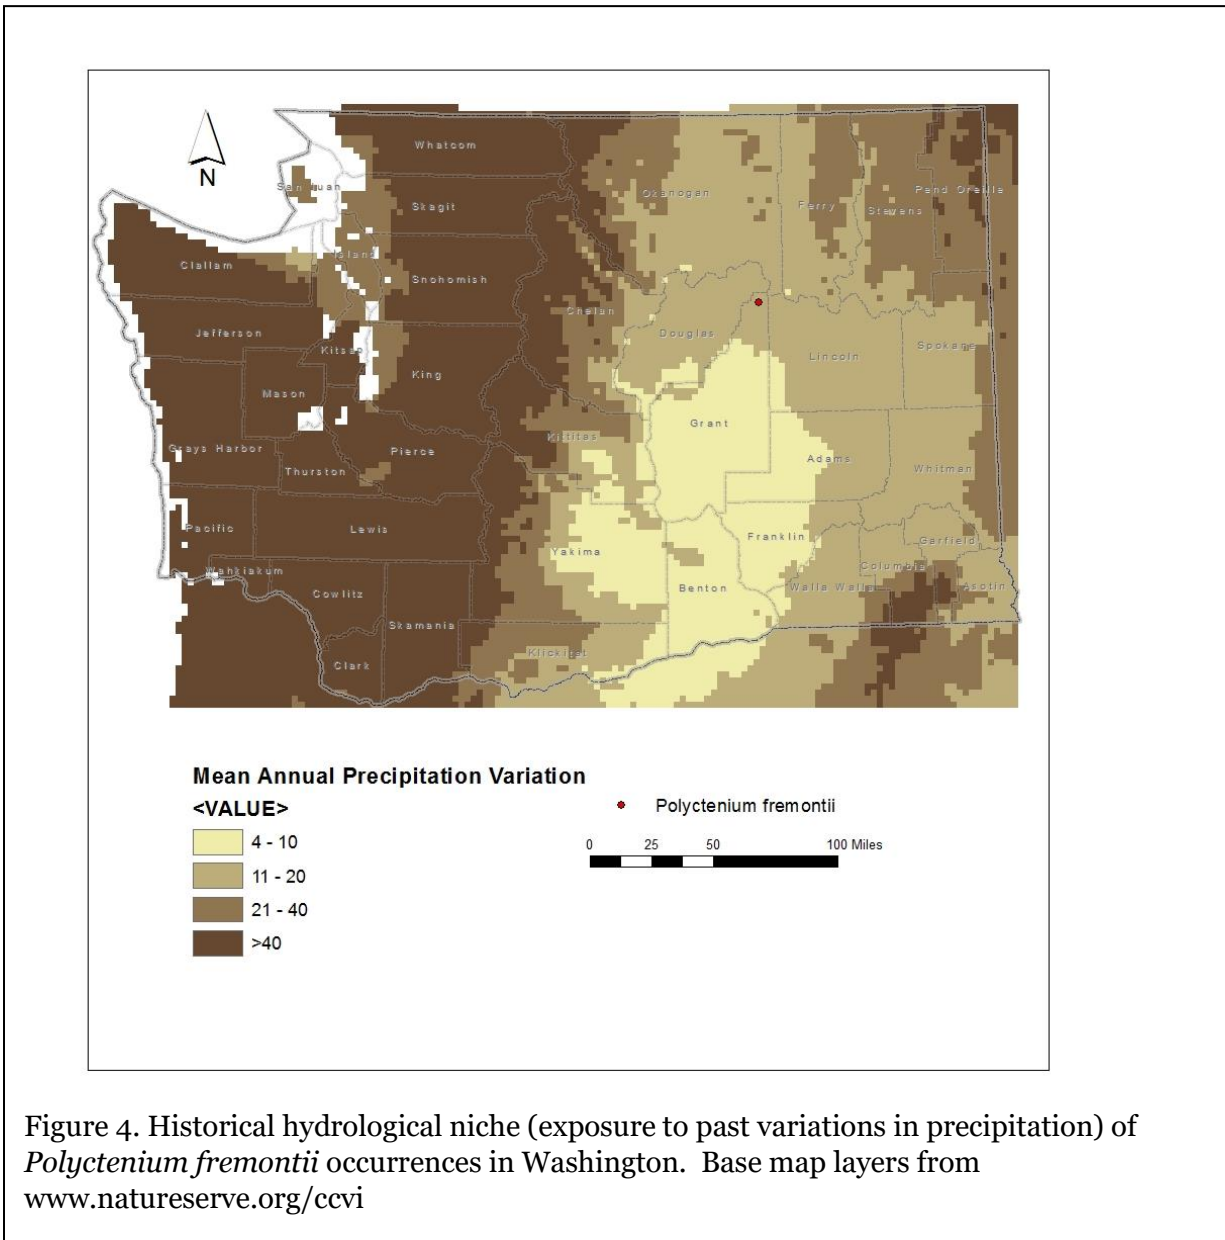 N
Whatcom
San Juan
Skagit
Okanogan
Ferry
Stevens
Pend Oreille
Island
Clallam
Snohomish
Chelan
Jefferson
Kitsap
Douglas
Lincoln
Spokane
King
Mason
Grant
Kittitas
Grays Harbor
Thurston
Pierce
Adams
Whitman
Pacific
Lewis
Yakima
Franklin
Garfield
Wahkiakum
Cowlitz
Benton
Walla Walla
Columbia
Asotin
Skamania
Klickitat
Clark
Mean Annual Precipitation Variation
<VALUE>
4 - 10
11 - 20
21 - 40
>40
Polyctenium fremontii
0 25 50 100 Miles
Figure 4. Historical hydrological niche (exposure to past variations in precipitation) of
Polyctenium fremontii occurrences in Washington. Base map layers from
www.natureserve.org/ccvi